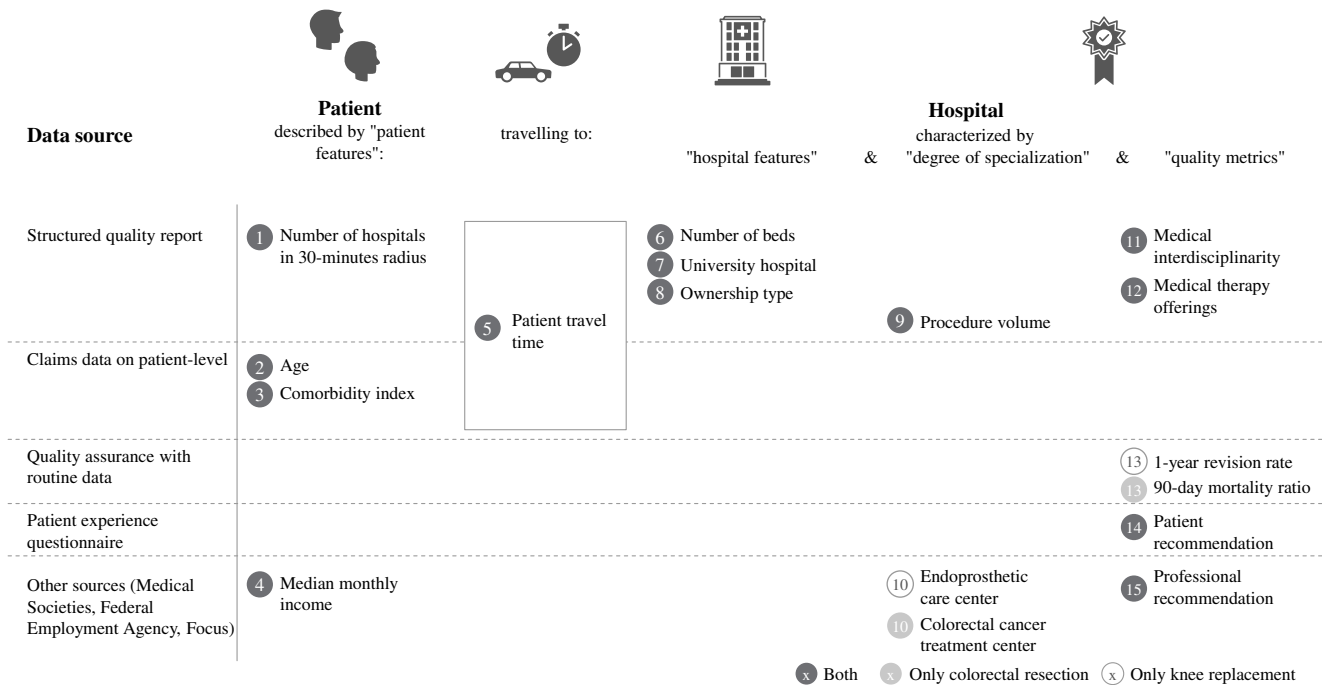 Data source
Patient
described by "patient
features":
travelling to:
Hospital
characterized by
"hospital features" & "degree of specialization" & "quality metrics"
Structured quality report
1 Number of hospitals
in 30-minutes radius
5 Patient travel
time
6 Number of beds
7 University hospital
8 Ownership type
9 Procedure volume
11 Medical
interdisciplinarity
12 Medical therapy
offerings
Claims data on patient-level
2 Age
3 Comorbidity index
Quality assurance with
routine data
13 1-year revision rate
13 90-day mortality ratio
Patient experience
questionnaire
14 Patient
recommendation
Other sources (Medical
Societies, Federal
Employment Agency, Focus)
4 Median monthly
income
10 Endoprosthetic
care center
10 Colorectal cancer
treatment center
15 Professional
recommendation
x Both x Only colorectal resection x Only knee replacement